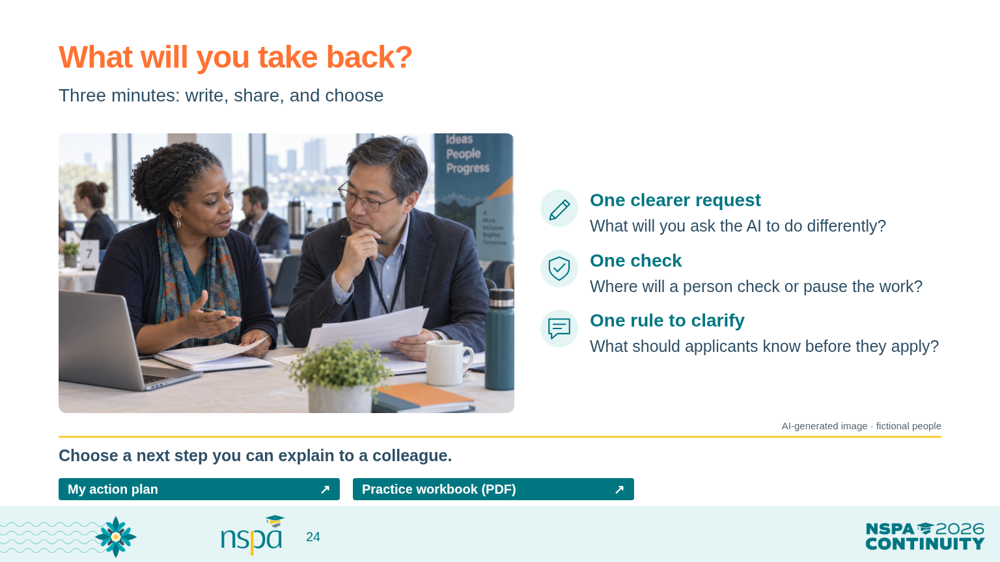 What will you take back?
Three minutes: write, share, and choose
Ideas
People
Progress
A
More
Inclusive
Brighter
Tomorrow
7
One clearer request
What will you ask the AI to do differently?
One check
Where will a person check or pause the work?
One rule to clarify
What should applicants know before they apply?
AI-generated image · fictional people
Choose a next step you can explain to a colleague.
My action plan ↗
Practice workbook (PDF) ↗
nspa
24
NSPA 2026
CONTINUITY